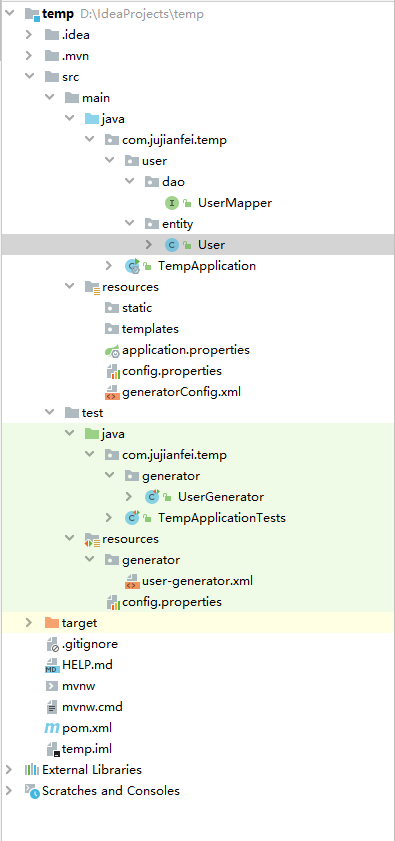 temp D:\IdeaProjects\temp
.idea
.mvn
src
main
java
com.jujianfei.temp
user
dao
UserMapper
entity
User
TempApplication
resources
static
templates
application.properties
config.properties
generatorConfig.xml
test
java
com.jujianfei.temp
generator
UserGenerator
TempApplicationTests
resources
generator
user-generator.xml
config.properties
target
.gitignore
HELP.md
mvnw
mvnw.cmd
pom.xml
temp.iml
External Libraries
Scratches and Consoles